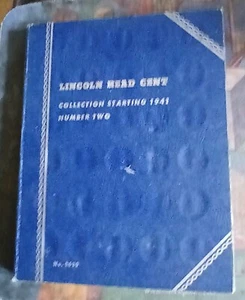 LINCOLN HEAD CENT
COLLECTION STARTING 1941
NUMBER TWO